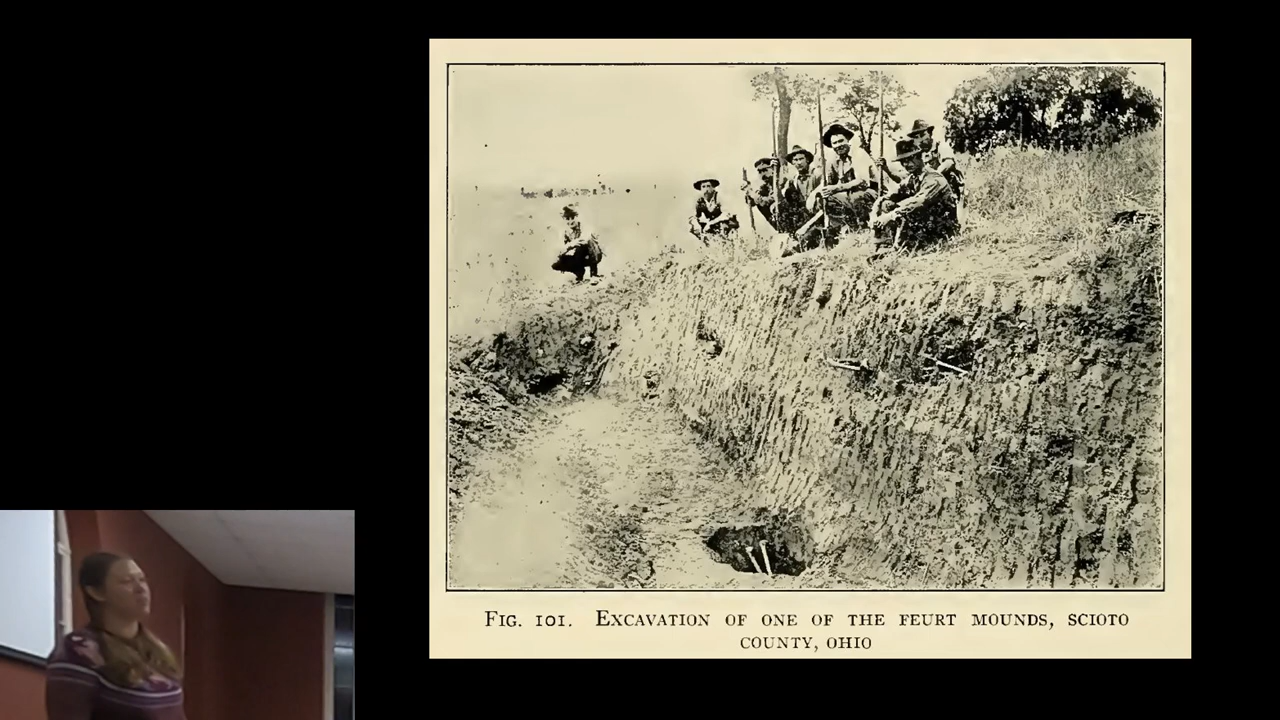 FIG. 101. EXCAVATION OF ONE OF THE FEURT MOUNDS, SCIOTO
COUNTY, OHIO